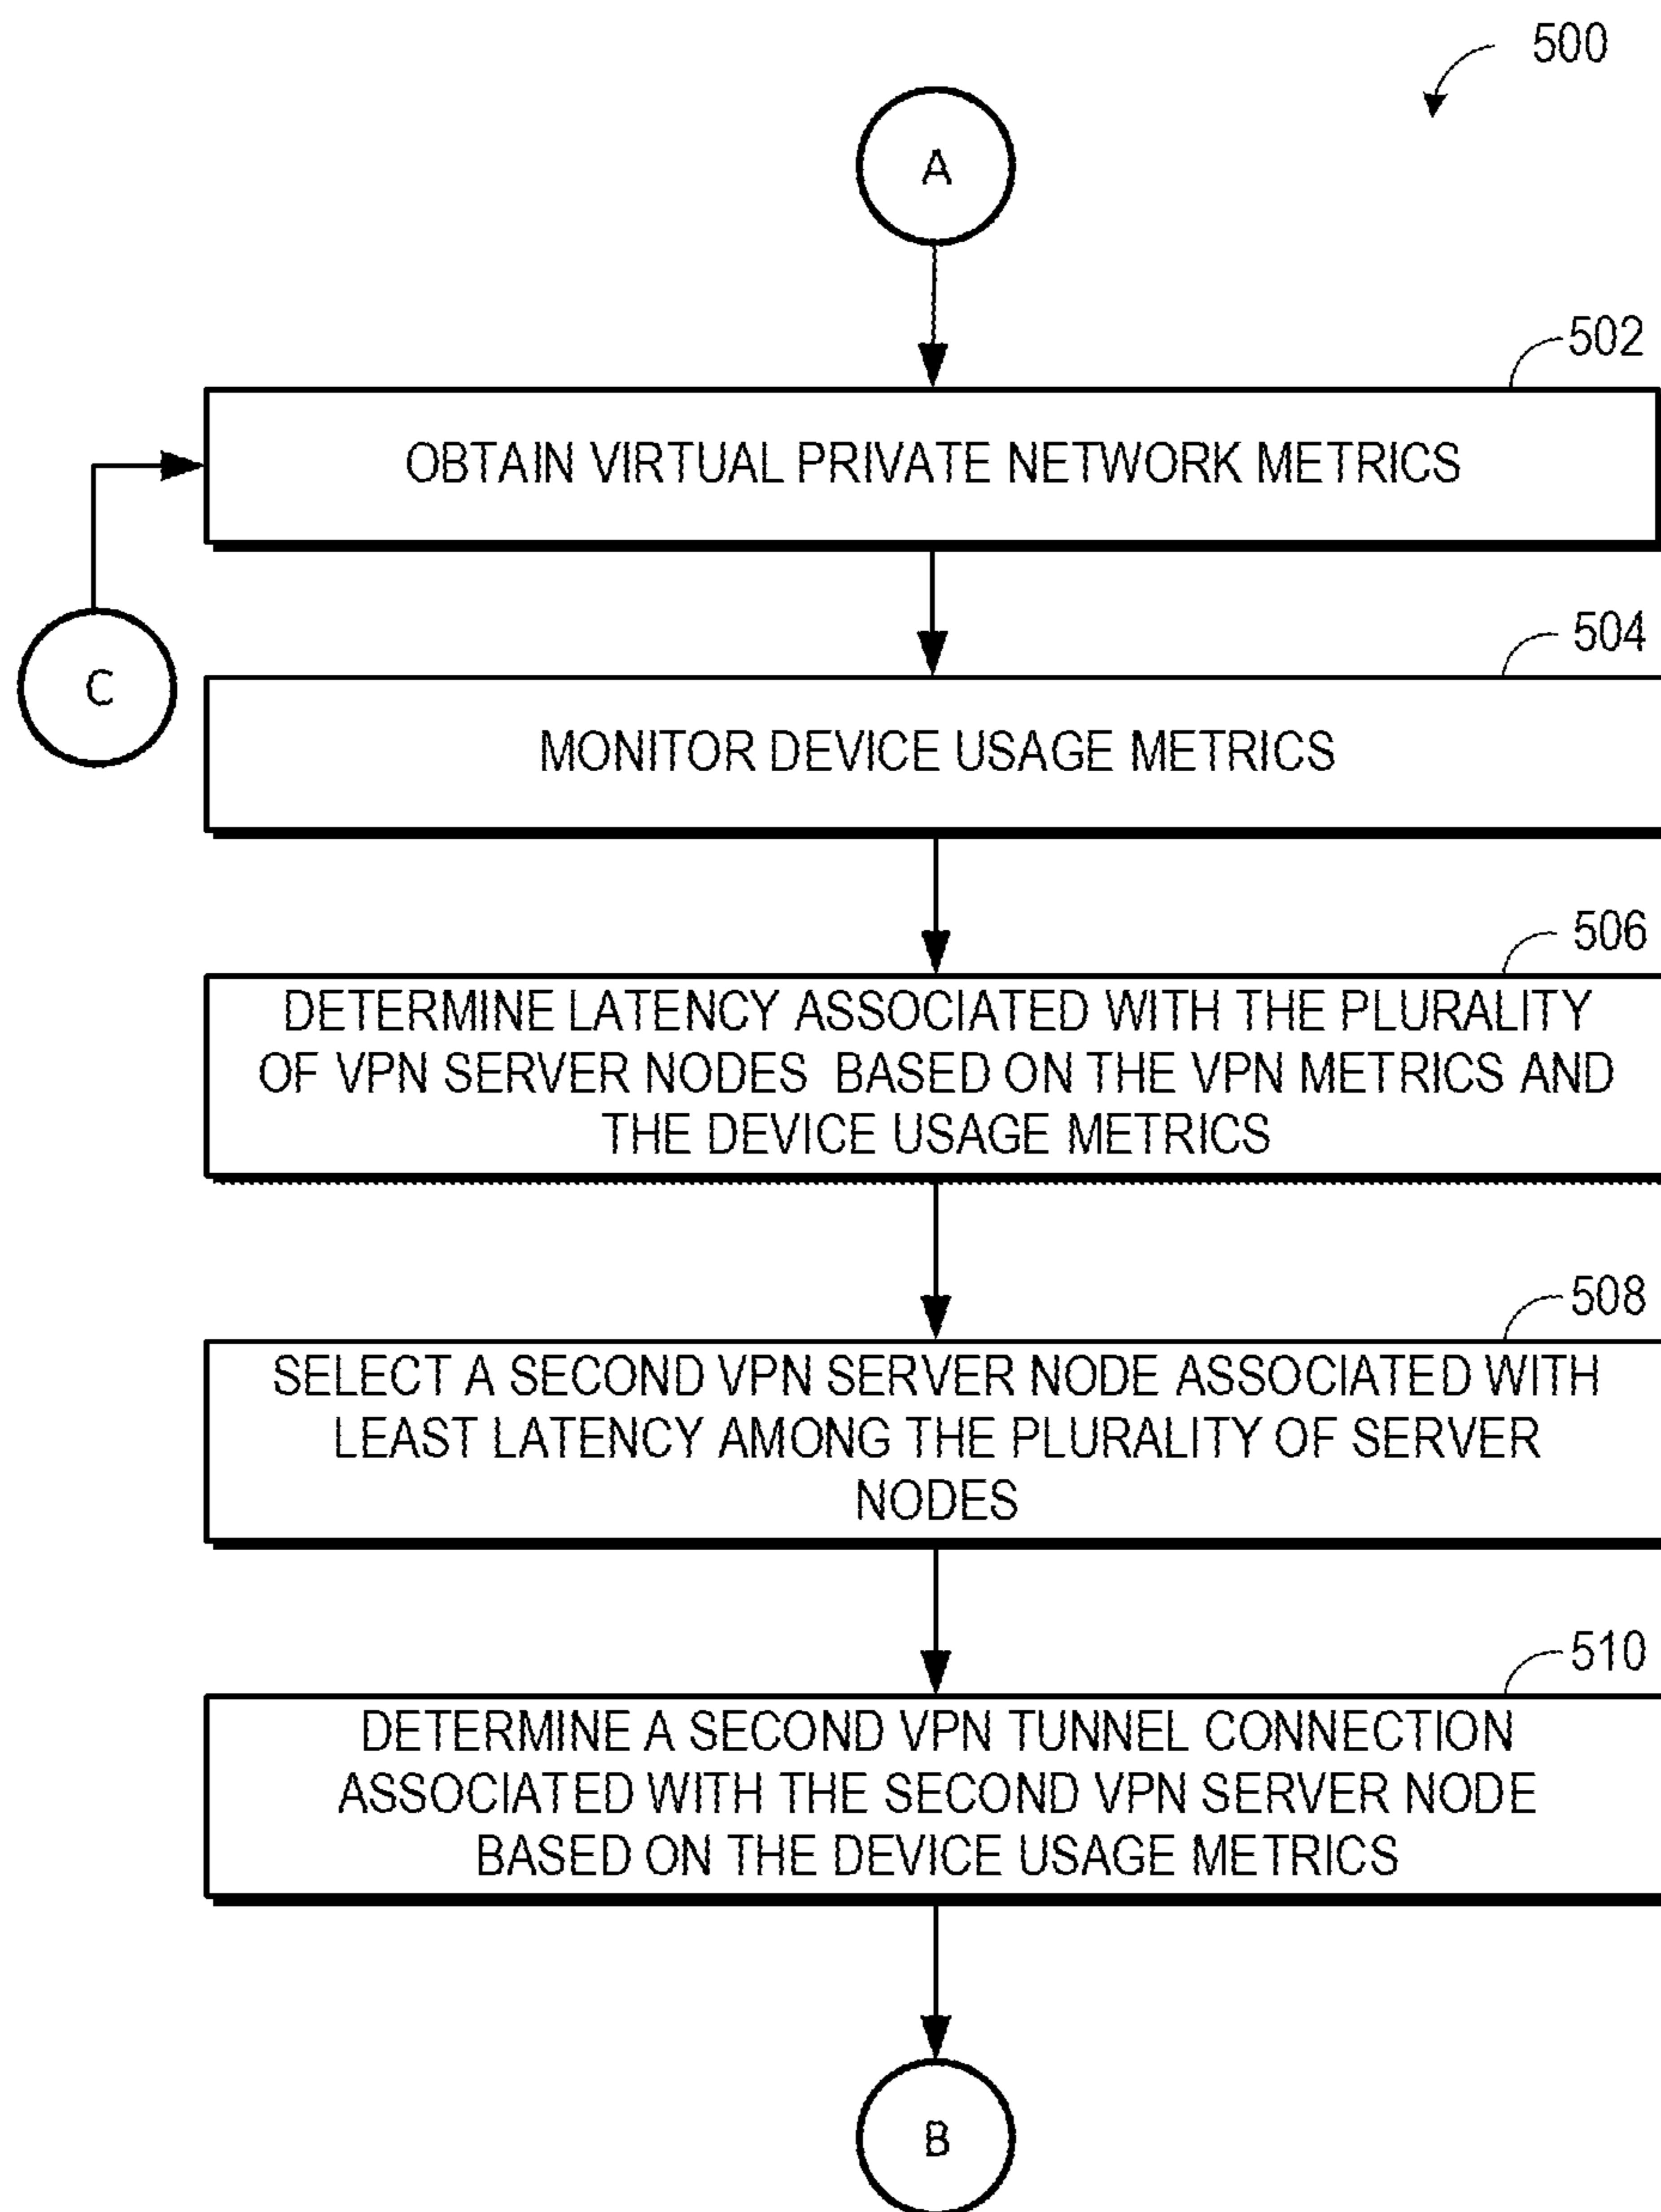 500
A
502
OBTAIN VIRTUAL PRIVATE NETWORK METRICS
C
504
MONITOR DEVICE USAGE METRICS
506
DETERMINE LATENCY ASSOCIATED WITH THE PLURALITY
OF VPN SERVER NODES BASED ON THE VPN METRICS AND
THE DEVICE USAGE METRICS
508
SELECT A SECOND VPN SERVER NODE ASSOCIATED WITH
LEAST LATENCY AMONG THE PLURALITY OF SERVER
NODES
510
DETERMINE A SECOND VPN TUNNEL CONNECTION
ASSOCIATED WITH THE SECOND VPN SERVER NODE
BASED ON THE DEVICE USAGE METRICS
B